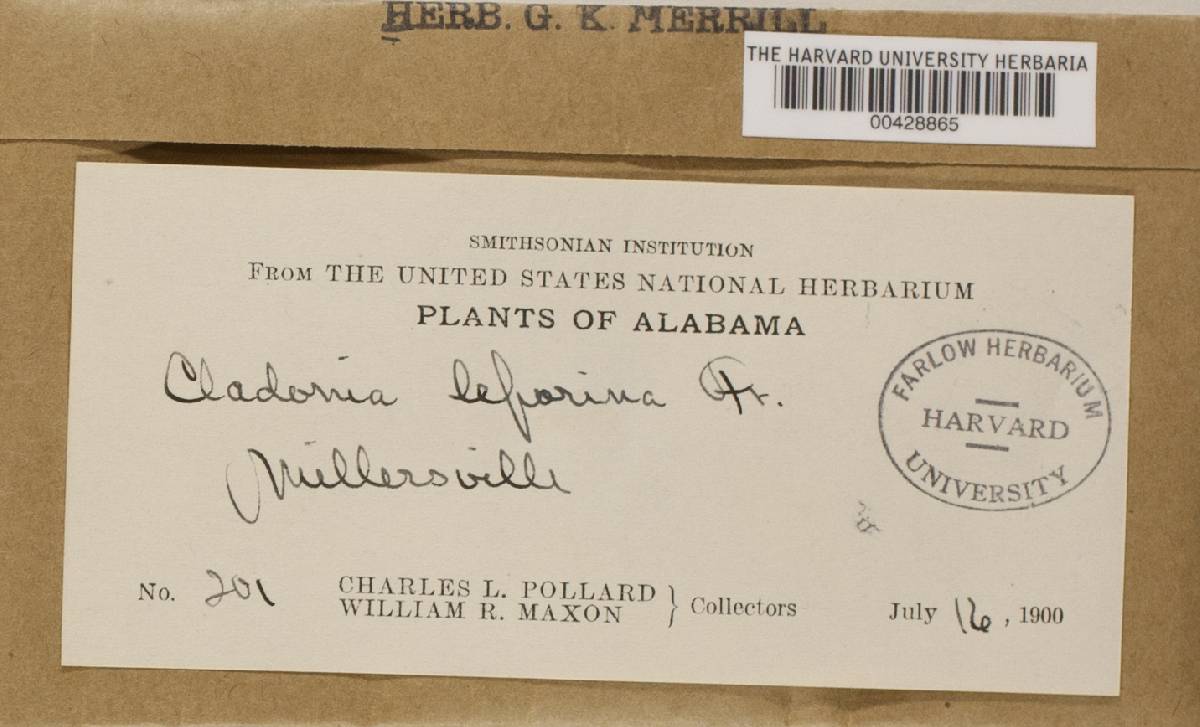 HERB. G. K. MERRILL
THE HARVARD UNIVERSITY HERBARIA
00428865
SMITHSONIAN INSTITUTION
FROM THE UNITED STATES NATIONAL HERBARIUM
PLANTS OF ALABAMA
Cladonia leporina Fr.
Millersville
FARLOW HERBARIUM
HARVARD
UNIVERSITY
No. 201
CHARLES L. POLLARD
WILLIAM R. MAXON
} Collectors
July 16, 1900